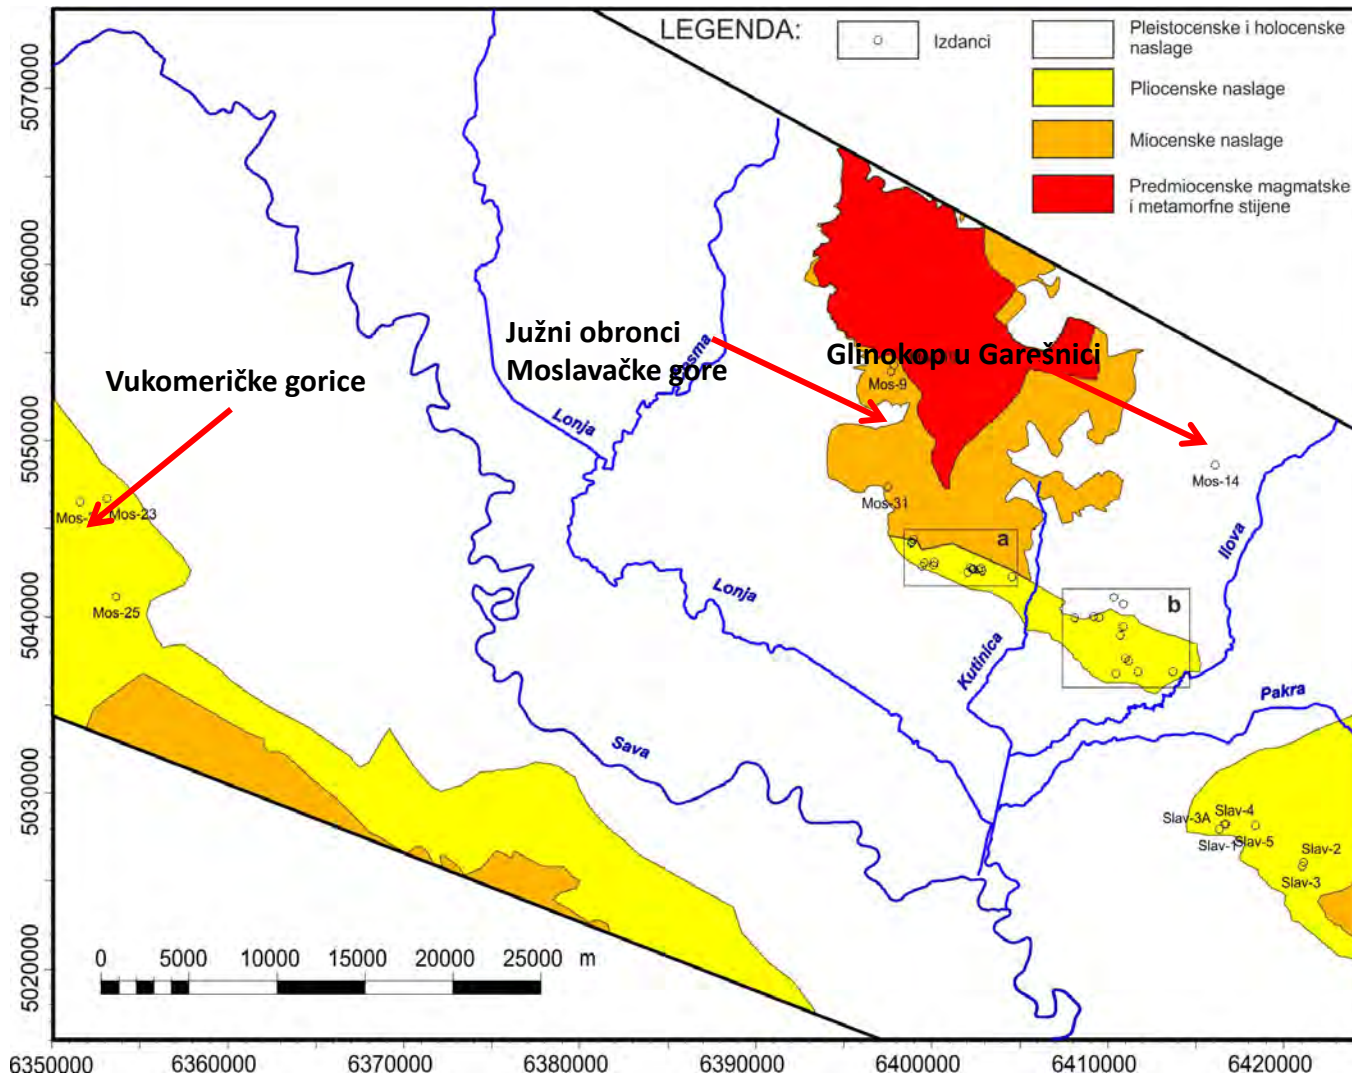 LEGENDA:
Izdanci
Pleistocenske i holocenske
naslage
Pliocenske naslage
Miocenske naslage
Predmiocenske magmatske
i metamorfne stijene
5070000
5060000
5050000
5040000
5030000
5020000
Južni obronci
Moslavačke gore
Glinokop u Garešnici
Vukomeričke gorice
Mos-9
Lonja
Mos-14
Mos-31
Mos-23
Ilova
a
b
Lonja
Mos-25
Kutinica
Pakra
Sava
Slav-4
Slav-3A
Slav-1
Slav-5
Slav-2
Slav-3
0 5000 10000 15000 20000 25000 m
6350000 6360000 6370000 6380000 6390000 6400000 6410000 6420000